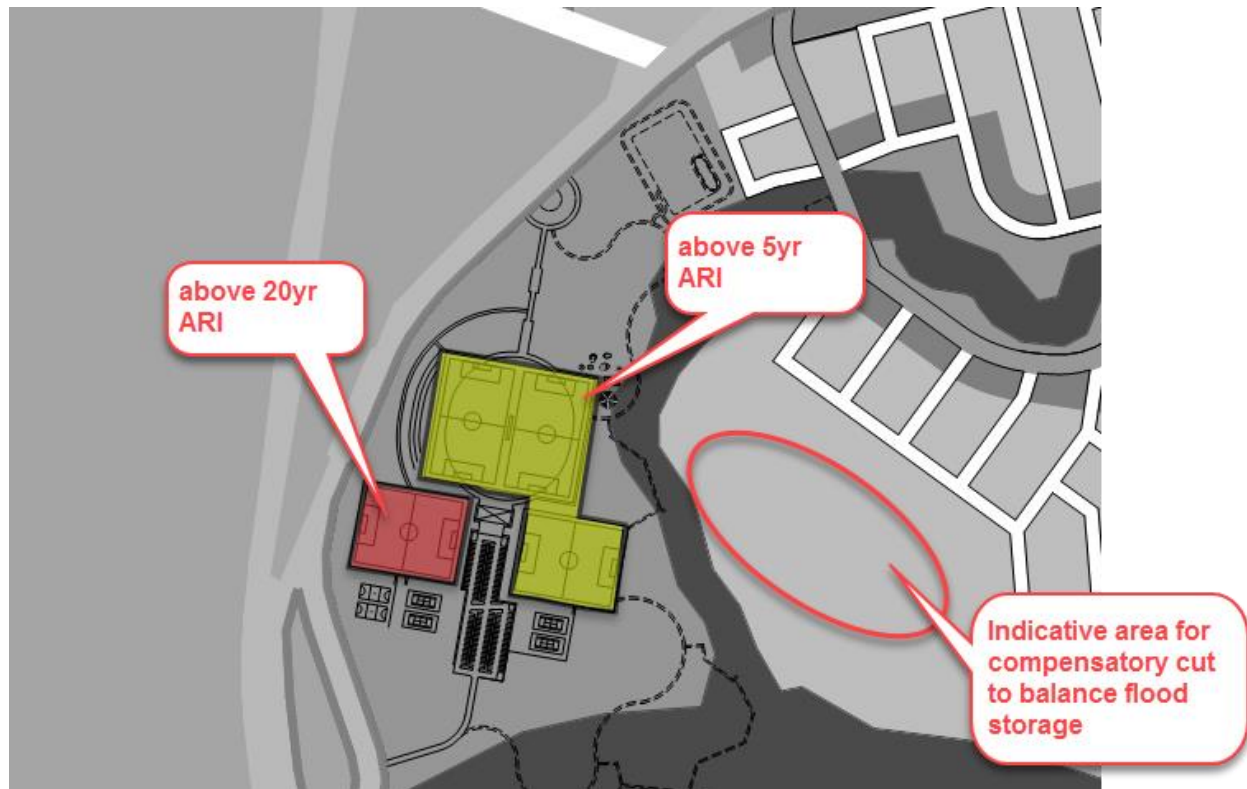 above 5yr
ARI
above 20yr
ARI
Indicative area for
compensatory cut
to balance flood
storage